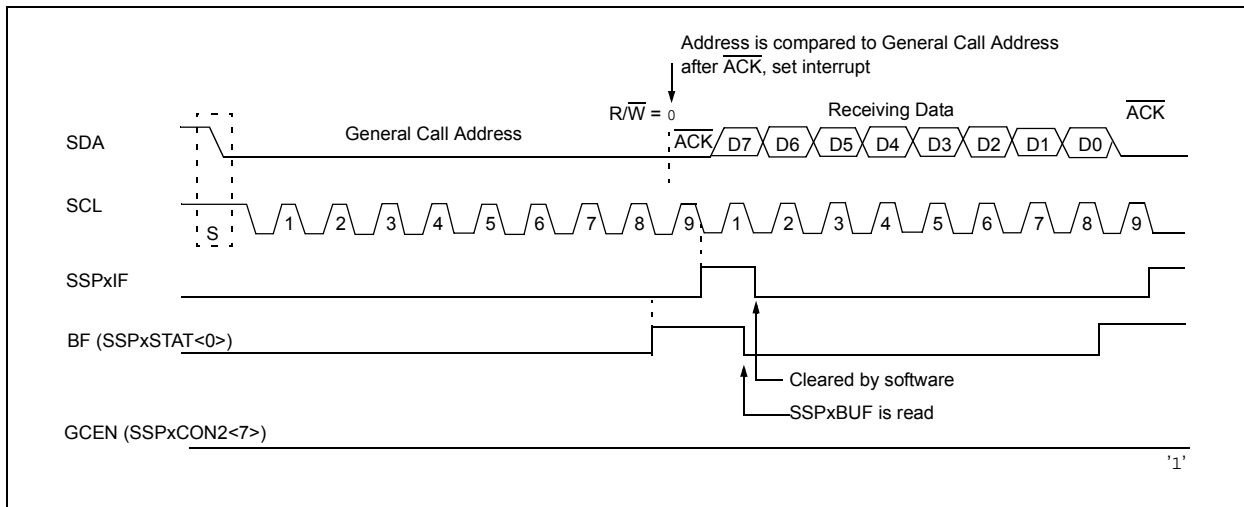 Address is compared to General Call Address
after ACK, set interrupt
R/W = 0
Receiving Data
ACK
SDA
General Call Address
ACK
D7 D6 D5 D4 D3 D2 D1 D0
SCL
S
1 2 3 4 5 6 7 8 9 1 2 3 4 5 6 7 8 9
SSPxIF
BF (SSPxSTAT<0>)
Cleared by software
SSPxBUF is read
GCEN (SSPxCON2<7>)
'1'